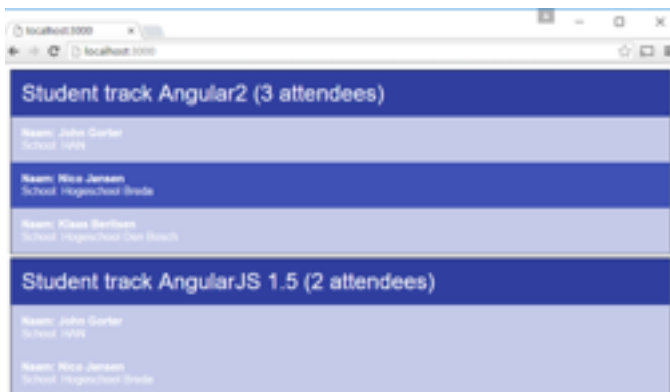 localhost:3000
localhost:3000
Student track Angular2 (3 attendees)
Naam: John Gorter
School: HAN
Naam: Nico Jansen
School: Hogeschool Breda
Naam: Klaas Bertlsen
School: Hogeschool Den Bosch
Student track AngularJS 1.5 (2 attendees)
Naam: John Gorter
School: HAN
Naam: Nico Jansen
School: Hogeschool Breda